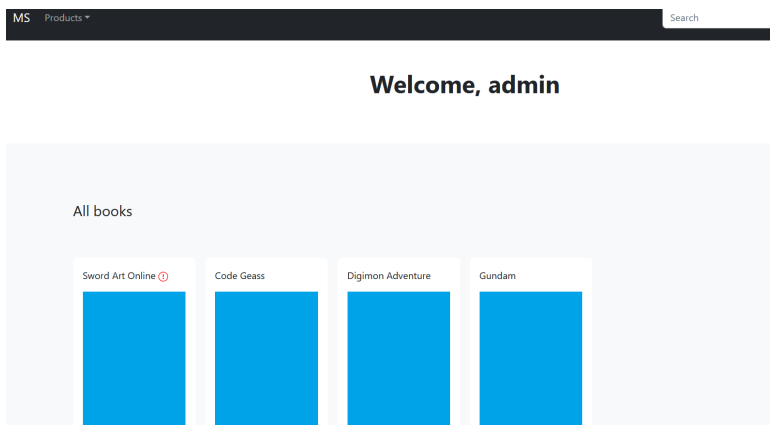 MS Products Search
Welcome, admin
All books
Sword Art Online Code Geass Digimon Adventure Gundam